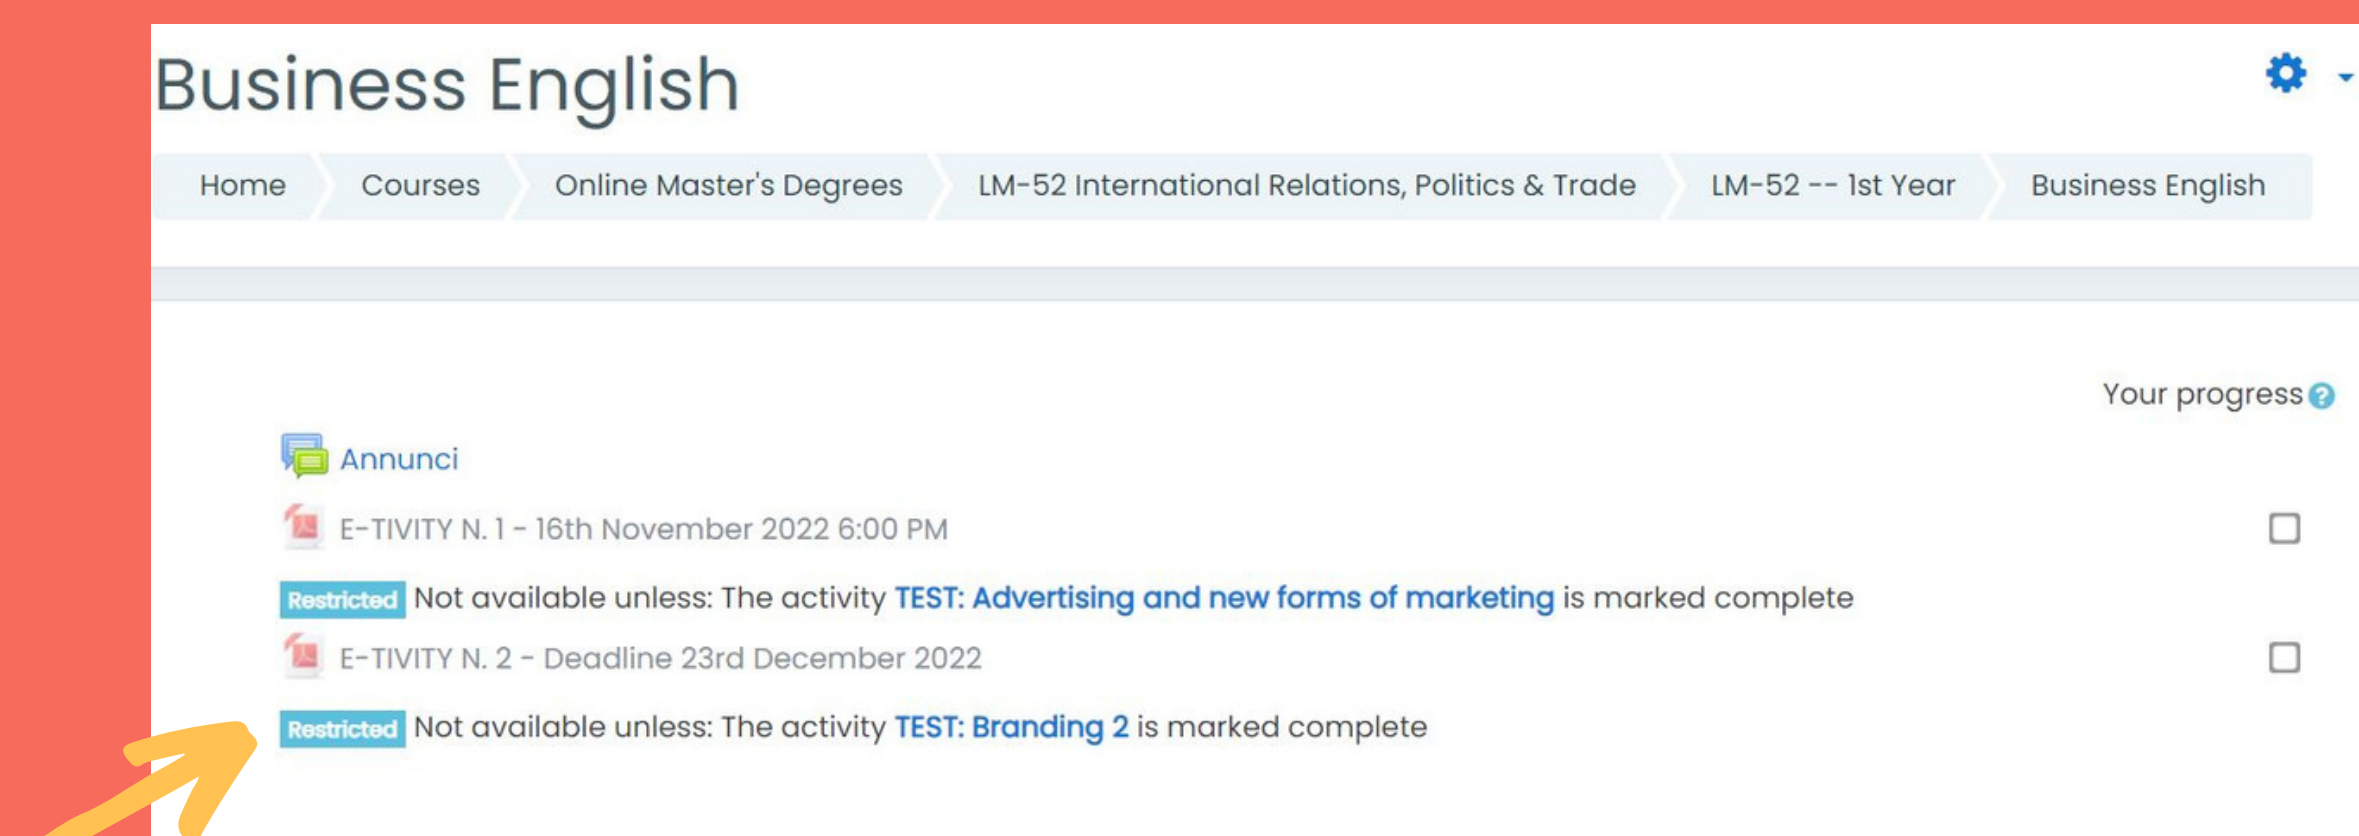 Business English
Home Courses Online Master's Degrees LM-52 International Relations, Politics & Trade LM-52 -- 1st Year Business English
Your progress ?
Annunci
E-TIVITY N. 1 - 16th November 2022 6:00 PM
Restricted Not available unless: The activity TEST: Advertising and new forms of marketing is marked complete
E-TIVITY N. 2 - Deadline 23rd December 2022
Restricted Not available unless: The activity TEST: Branding 2 is marked complete